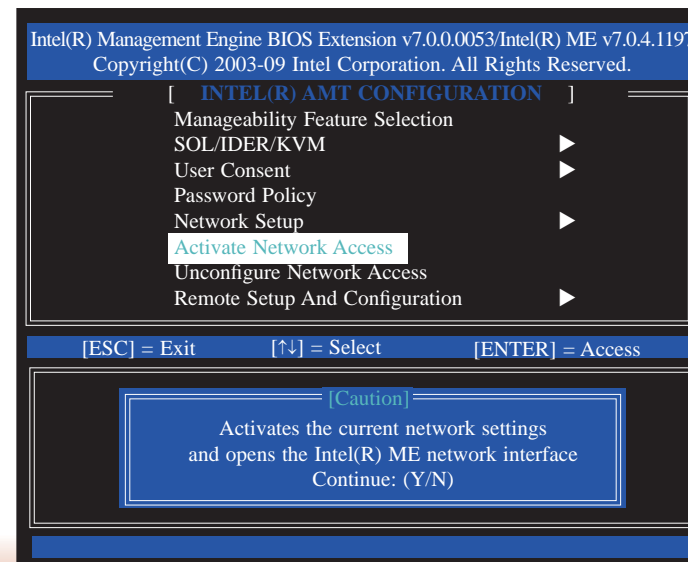 Intel(R) Management Engine BIOS Extension v7.0.0.0053/Intel(R) ME v7.0.4.1197
Copyright(C) 2003-09 Intel Corporation. All Rights Reserved.
[ INTEL(R) AMT CONFIGURATION ]
Manageability Feature Selection
SOL/IDER/KVM ▶
User Consent ▶
Password Policy
Network Setup ▶
Activate Network Access
Unconfigure Network Access
Remote Setup And Configuration ▶
[ESC] = Exit [↑↓] = Select [ENTER] = Access
[Caution]
Activates the current network settings
and opens the Intel(R) ME network interface
Continue: (Y/N)